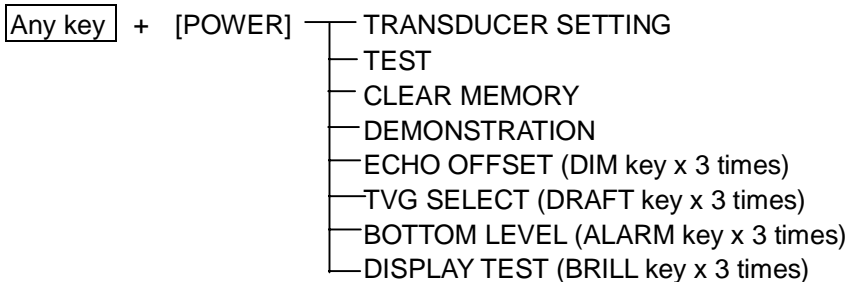 Any key + [POWER] TRANSDUCER SETTING
TEST
CLEAR MEMORY
DEMONSTRATION
ECHO OFFSET (DIM key x 3 times)
TVG SELECT (DRAFT key x 3 times)
BOTTOM LEVEL (ALARM key x 3 times)
DISPLAY TEST (BRILL key x 3 times)